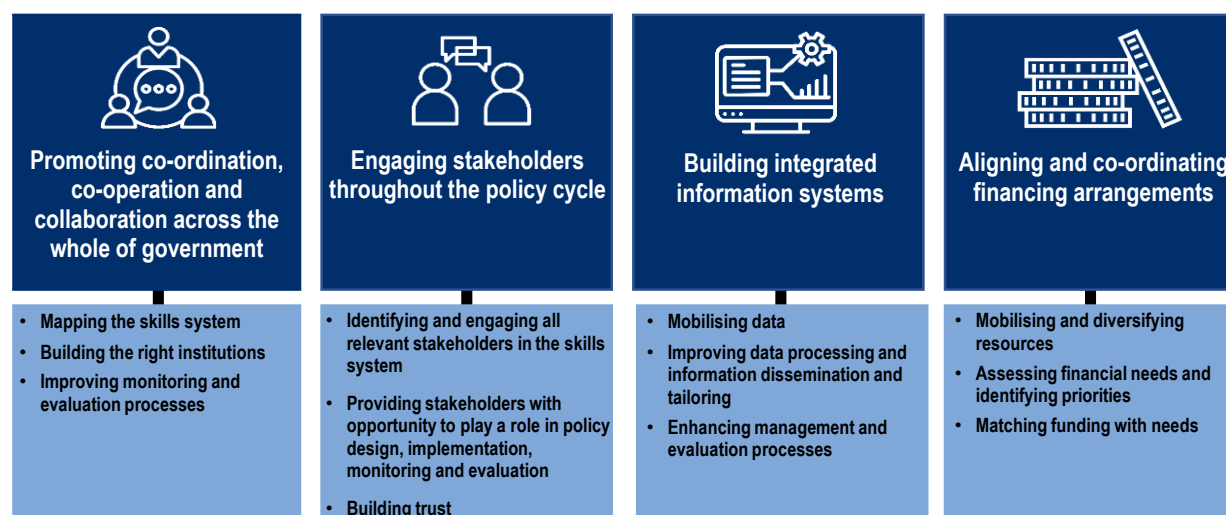 Promoting co-ordination,
co-operation and
collaboration across the
whole of government
• Mapping the skills system
• Building the right institutions
• Improving monitoring and
evaluation processes
Engaging stakeholders
throughout the policy cycle
• Identifying and engaging all
relevant stakeholders in the skills
system
• Providing stakeholders with
opportunity to play a role in policy
design, implementation,
monitoring and evaluation
• Building trust
Building integrated
information systems
• Mobilising data
• Improving data processing and
information dissemination and
tailoring
• Enhancing management and
evaluation processes
Aligning and co-ordinating
financing arrangements
• Mobilising and diversifying
resources
• Assessing financial needs and
identifying priorities
• Matching funding with needs